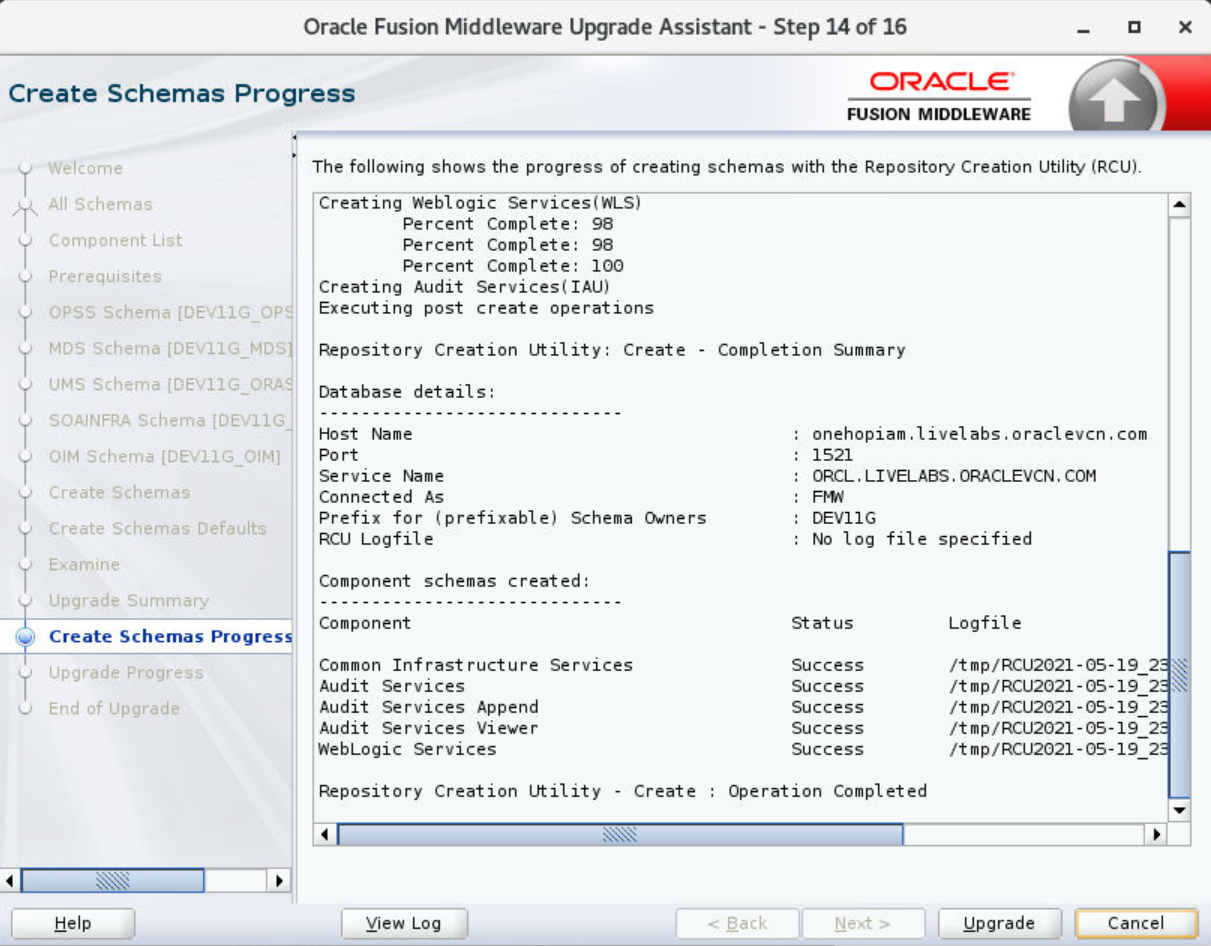 Oracle Fusion Middleware Upgrade Assistant - Step 14 of 16
Create Schemas Progress
ORACLE
FUSION MIDDLEWARE
Welcome
All Schemas
Component List
Prerequisites
OPSS Schema [DEV11G_OPS
MDS Schema [DEV11G_MDS]
UMS Schema [DEV11G_ORAS
SOAINFRA Schema [DEV11G_
OIM Schema [DEV11G_OIM]
Create Schemas
Create Schemas Defaults
Examine
Upgrade Summary
Create Schemas Progress
Upgrade Progress
End of Upgrade
The following shows the progress of creating schemas with the Repository Creation Utility (RCU).
Creating Weblogic Services(WLS)
Percent Complete: 98
Percent Complete: 98
Percent Complete: 100
Creating Audit Services(IAU)
Executing post create operations
Repository Creation Utility: Create - Completion Summary
Database details:
-----------------------------
Host Name : onehopiam.livelabs.oraclevcn.com
Port : 1521
Service Name : ORCL.LIVELABS.ORACLEVCN.COM
Connected As : FMW
Prefix for (prefixable) Schema Owners : DEV11G
RCU Logfile : No log file specified
Component schemas created:
-----------------------------
Component Status Logfile
Common Infrastructure Services Success /tmp/RCU2021-05-19_23
Audit Services Success /tmp/RCU2021-05-19_23
Audit Services Append Success /tmp/RCU2021-05-19_23
Audit Services Viewer Success /tmp/RCU2021-05-19_23
WebLogic Services Success /tmp/RCU2021-05-19_23
Repository Creation Utility - Create : Operation Completed
Help View Log < Back Next > Upgrade Cancel